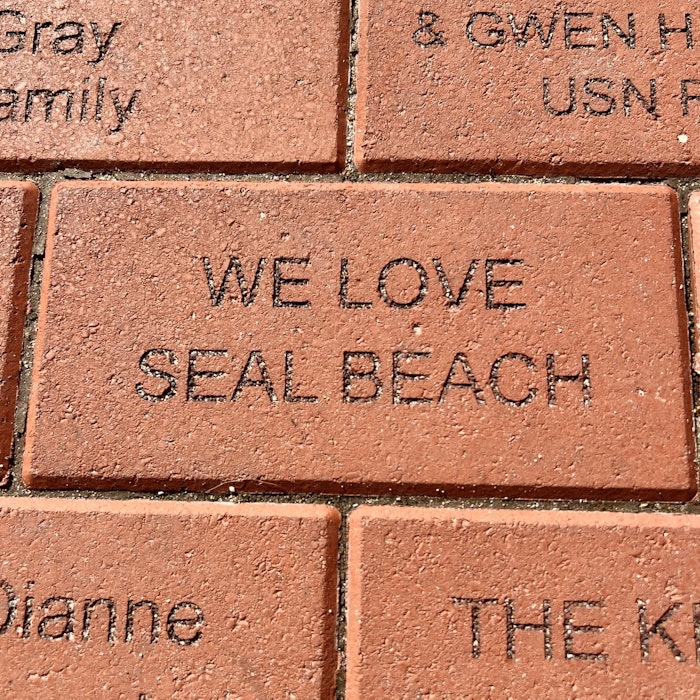 Gray
amily
& GWEN H
USN
WE LOVE
SEAL BEACH
Dianne
THE K